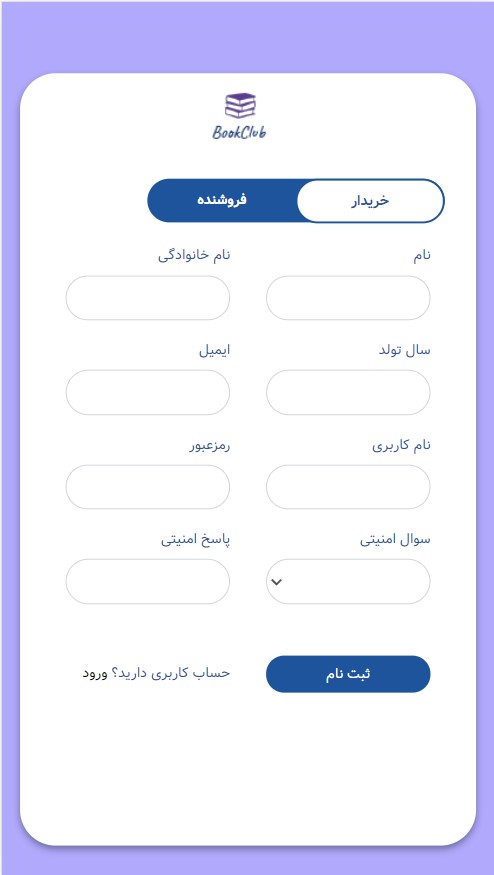 BookClub
خریدار
فروشنده
نام
نام خانوادگی
سال تولد
ایمیل
نام کاربری
رمزعبور
سوال امنیتی
پاسخ امنیتی
ثبت نام
حساب کاربری دارید؟ ورود